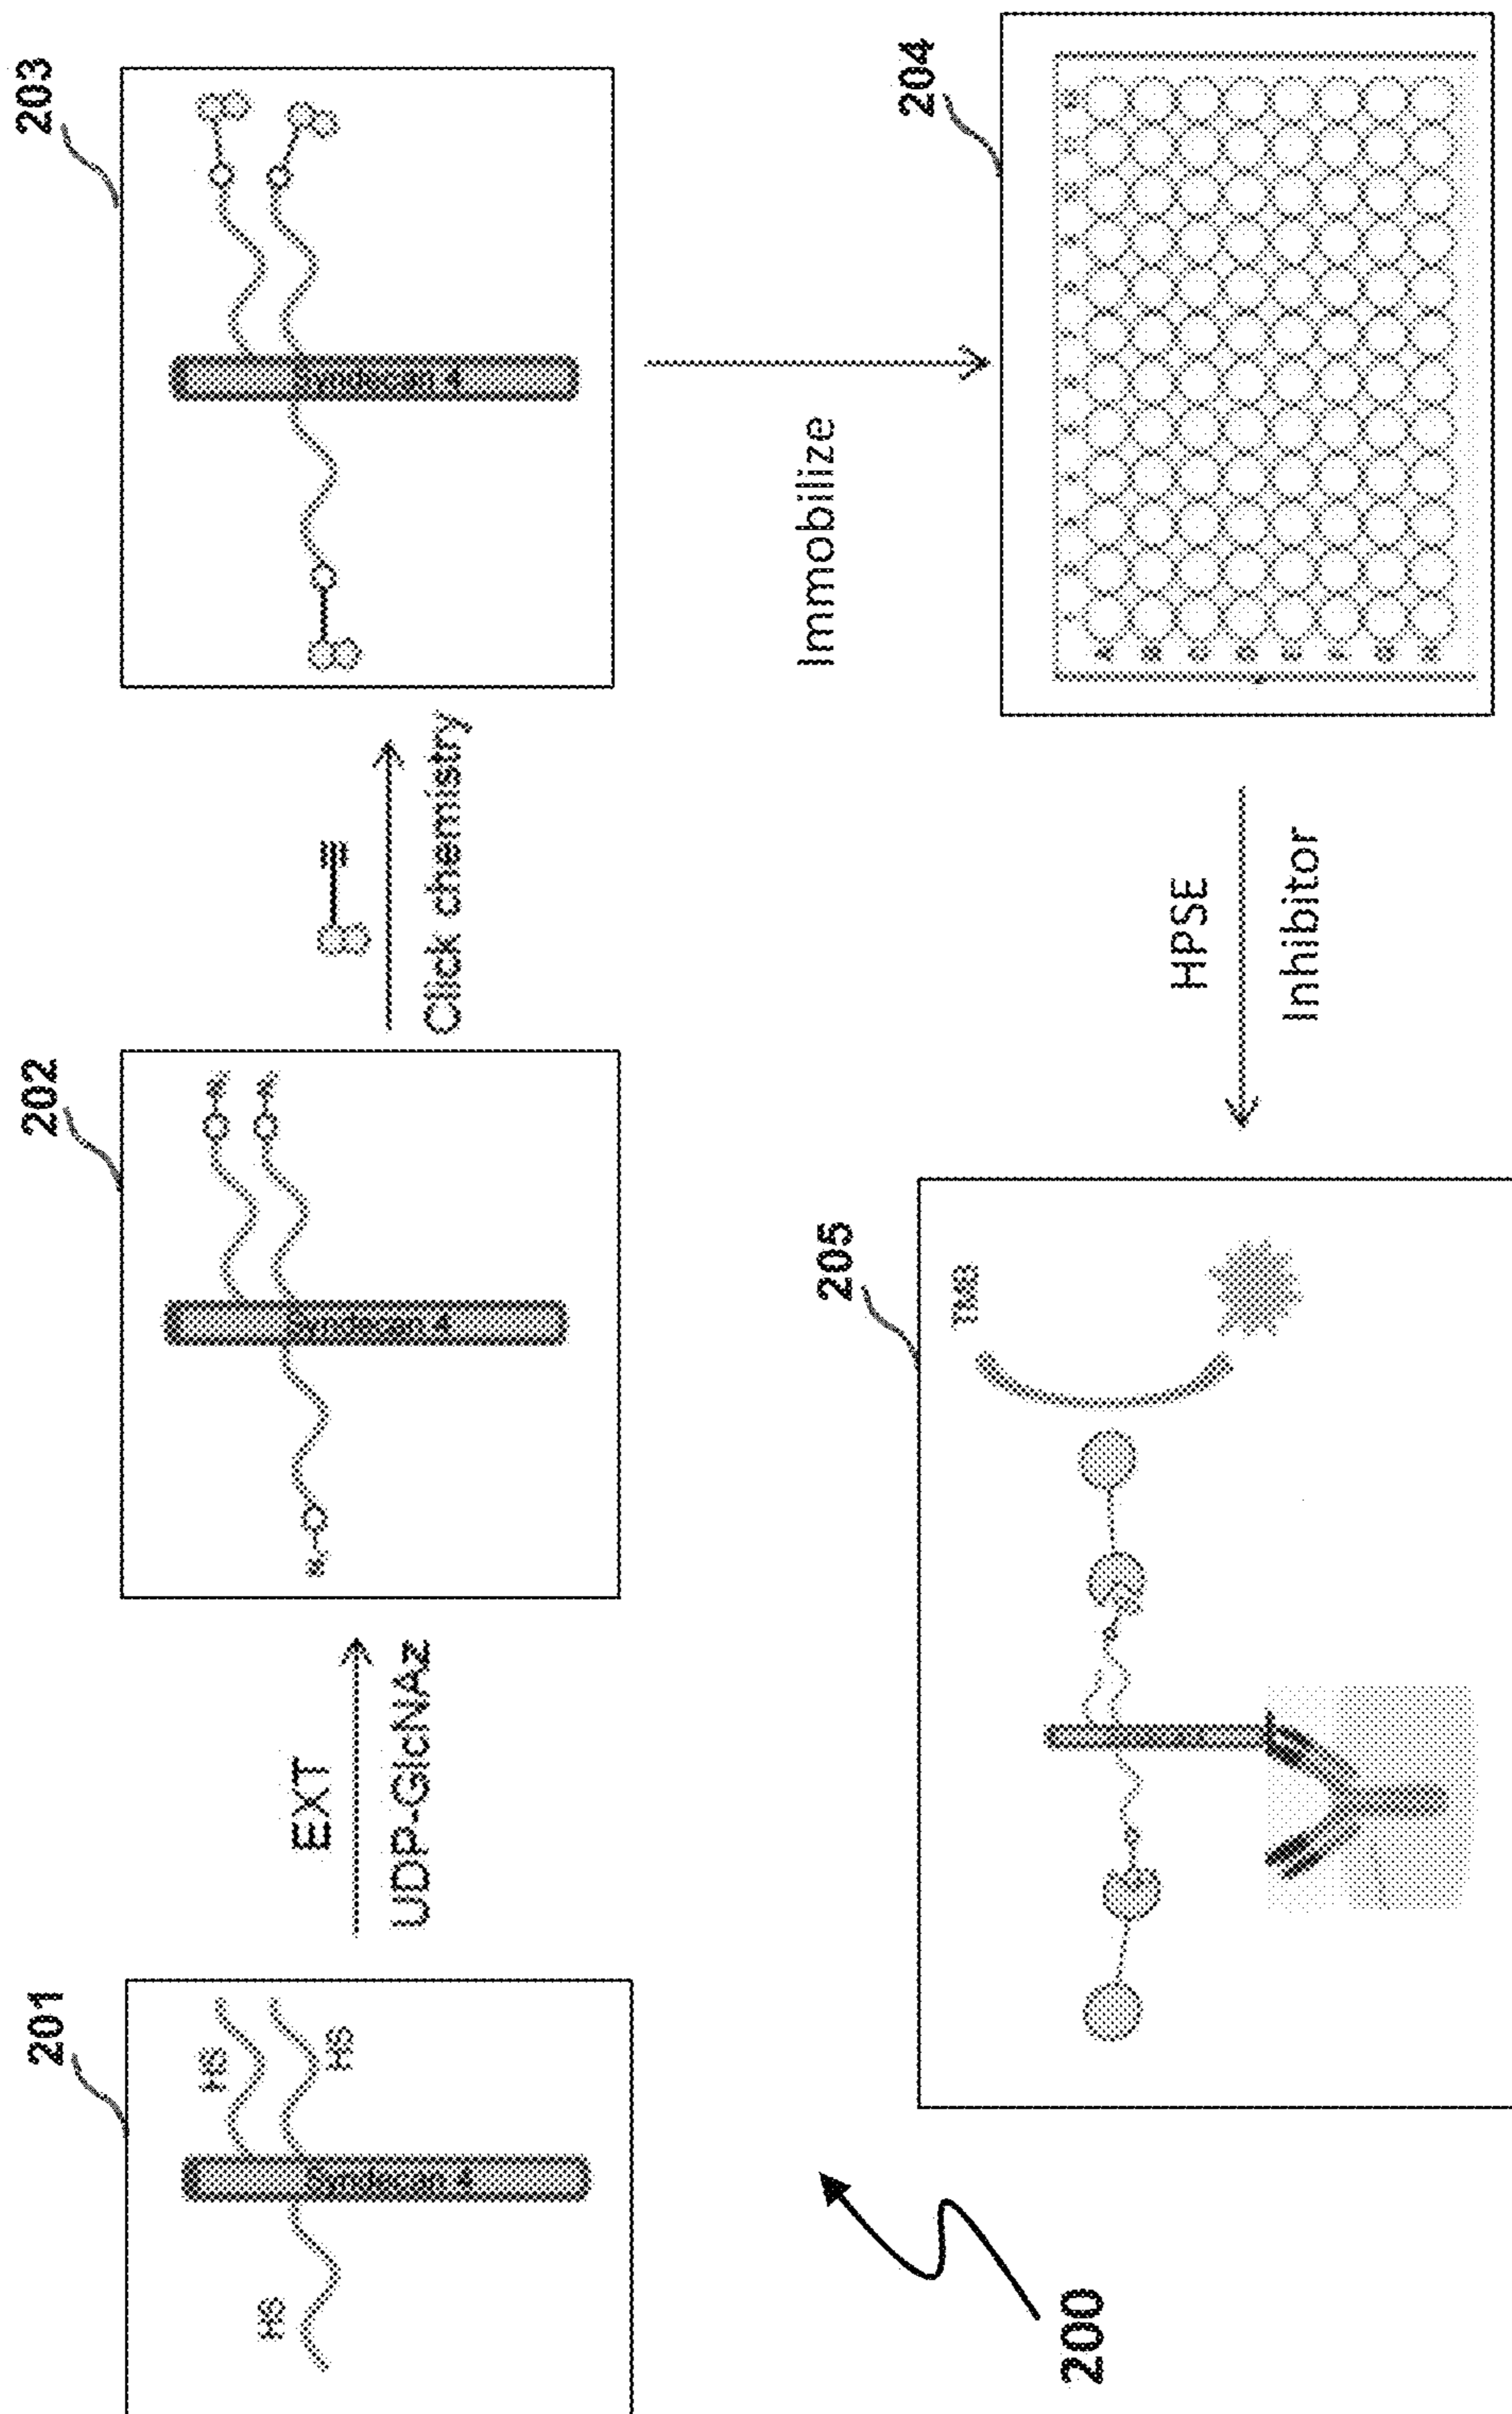 201
HS
HS
HS
Syndecan 4
EXT
UDP-GlcNAz
202
Syndecan 4
Click chemistry
203
Syndecan 4
Immobilize
204
A
B
C
D
E
F
G
H
HPSE
Inhibitor
205
TMB
200